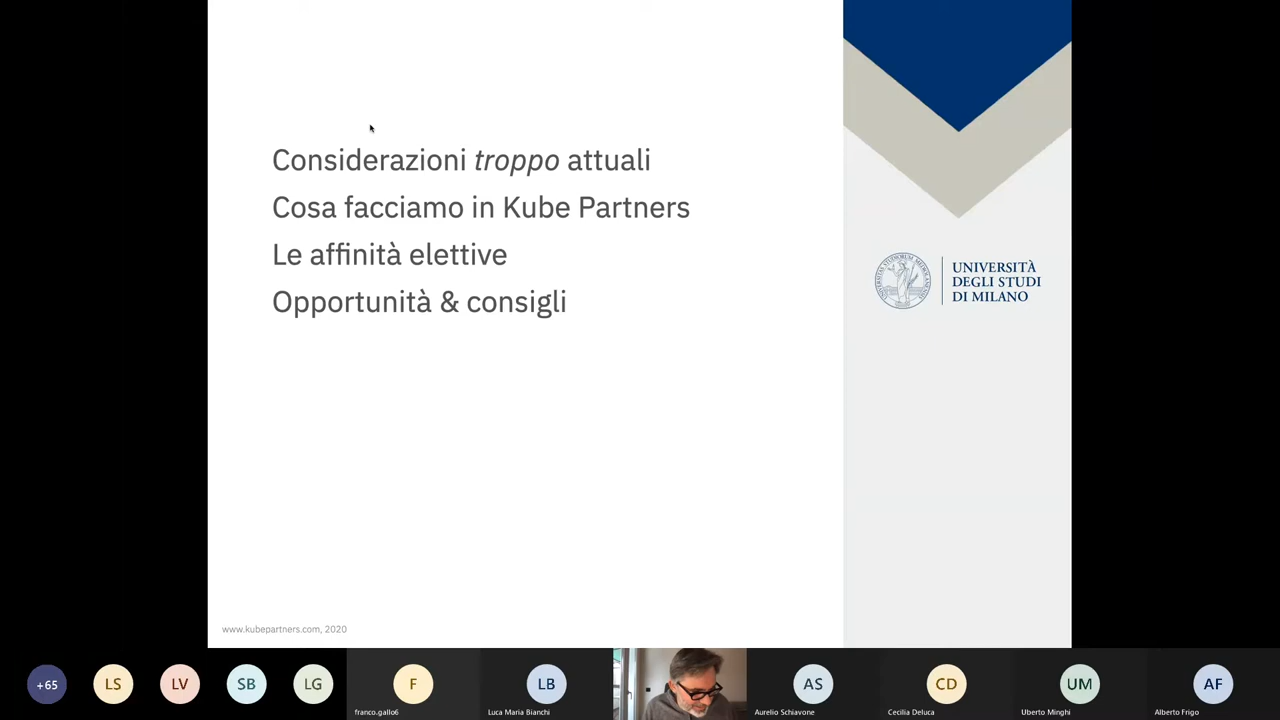 Considerazioni troppo attuali
Cosa facciamo in Kube Partners
Le affinità elettive
Opportunità & consigli
UNIVERSITÀ
DEGLI STUDI
DI MILANO
www.kubepartners.com, 2020
+65
LS
LV
SB
LG
F
LB
AS
CD
UM
AF
franco.gallo6
Luca Maria Bianchi
Aurelio Schiavone
Cecilia Deluca
Uberto Minghi
Alberto Frigo